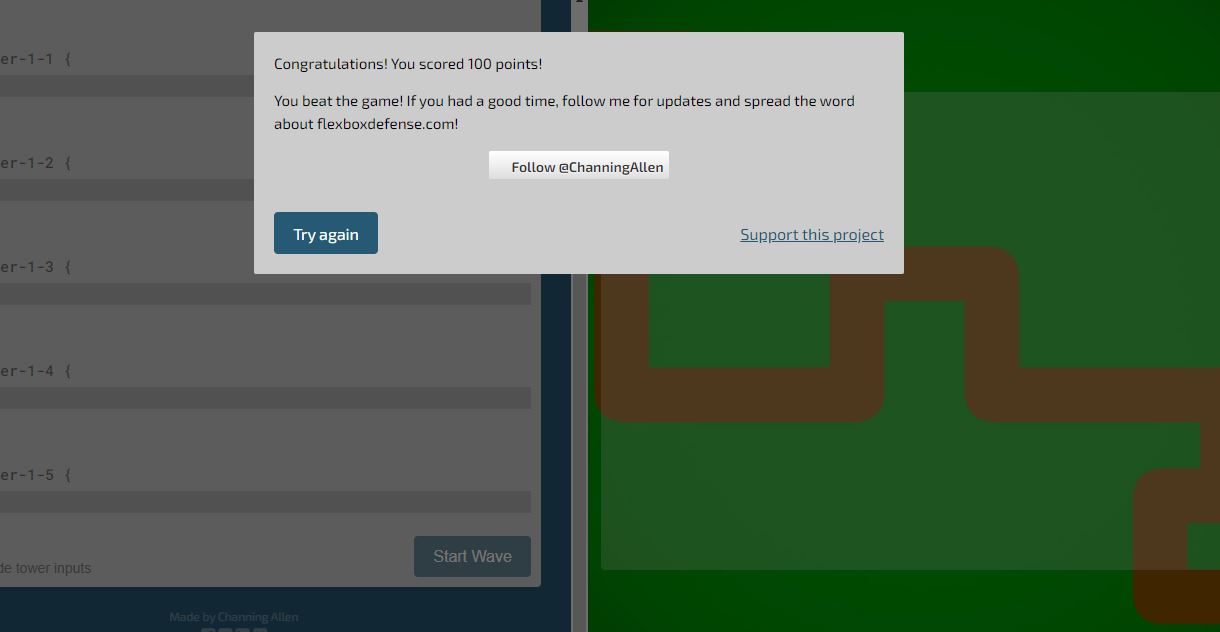 er-1-1 {
Congratulations! You scored 100 points!
You beat the game! If you had a good time, follow me for updates and spread the word
about flexboxdefense.com!
er-1-2 {
Follow @ChanningAllen
Try again
Support this project
er-1-3 {
er-1-4 {
er-1-5 {
Start Wave
de tower inputs
Made by Channing Allen